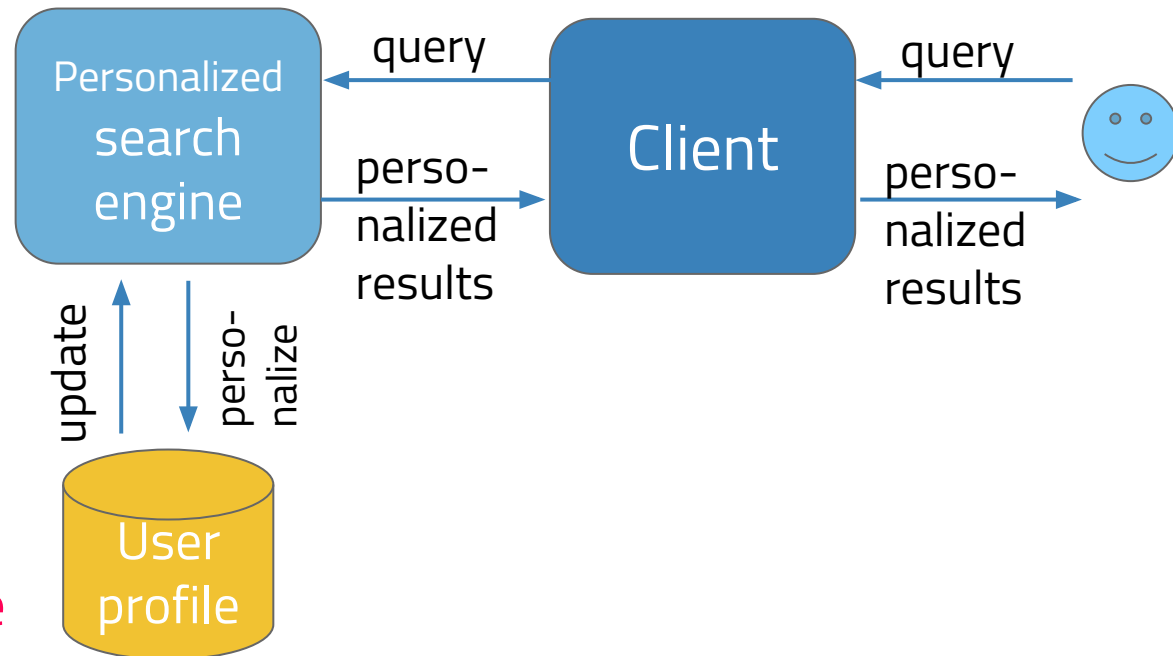 Personalized
search
engine
query
perso-
nalized
results
Client
query
perso-
nalized
results
update
perso-
nalize
User
profile
e